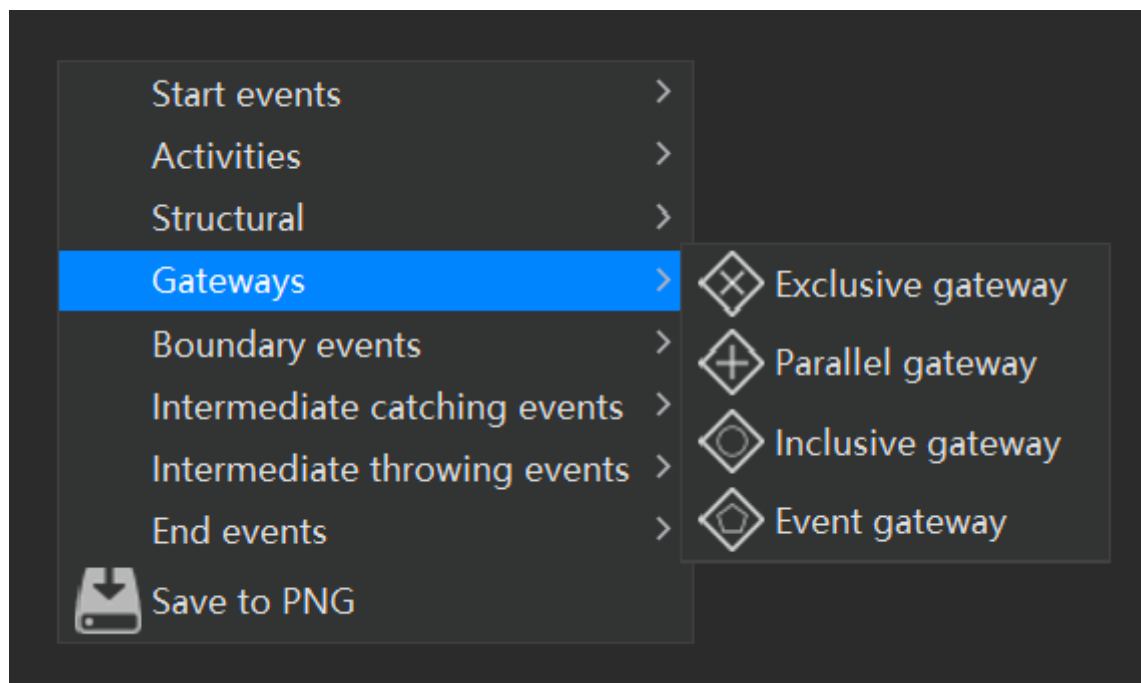 Start events
Activities
Structural
Gateways
Boundary events
Intermediate catching events
Intermediate throwing events
End events
Save to PNG
Exclusive gateway
Parallel gateway
Inclusive gateway
Event gateway